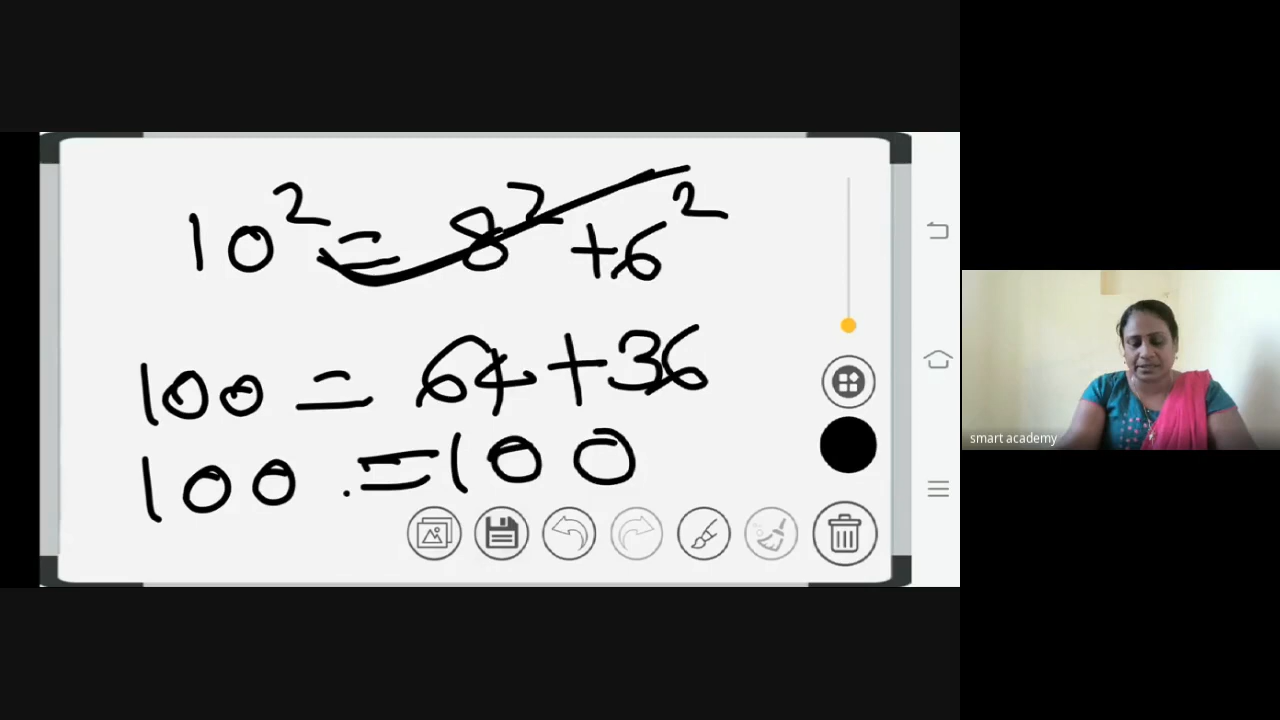 10² = 8² + 6²
100 = 64 + 36
100 = 100
smart academy